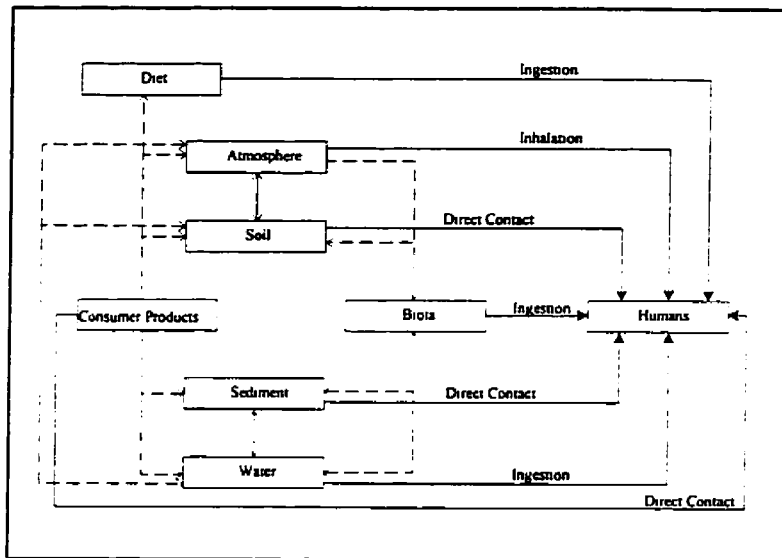 Diet
Ingestion
Atmosphere
Inhalation
Soil
Direct Contact
Consumer Products
Biota
Ingestion
Humans
Sediment
Direct Contact
Water
Ingestion
Direct Contact